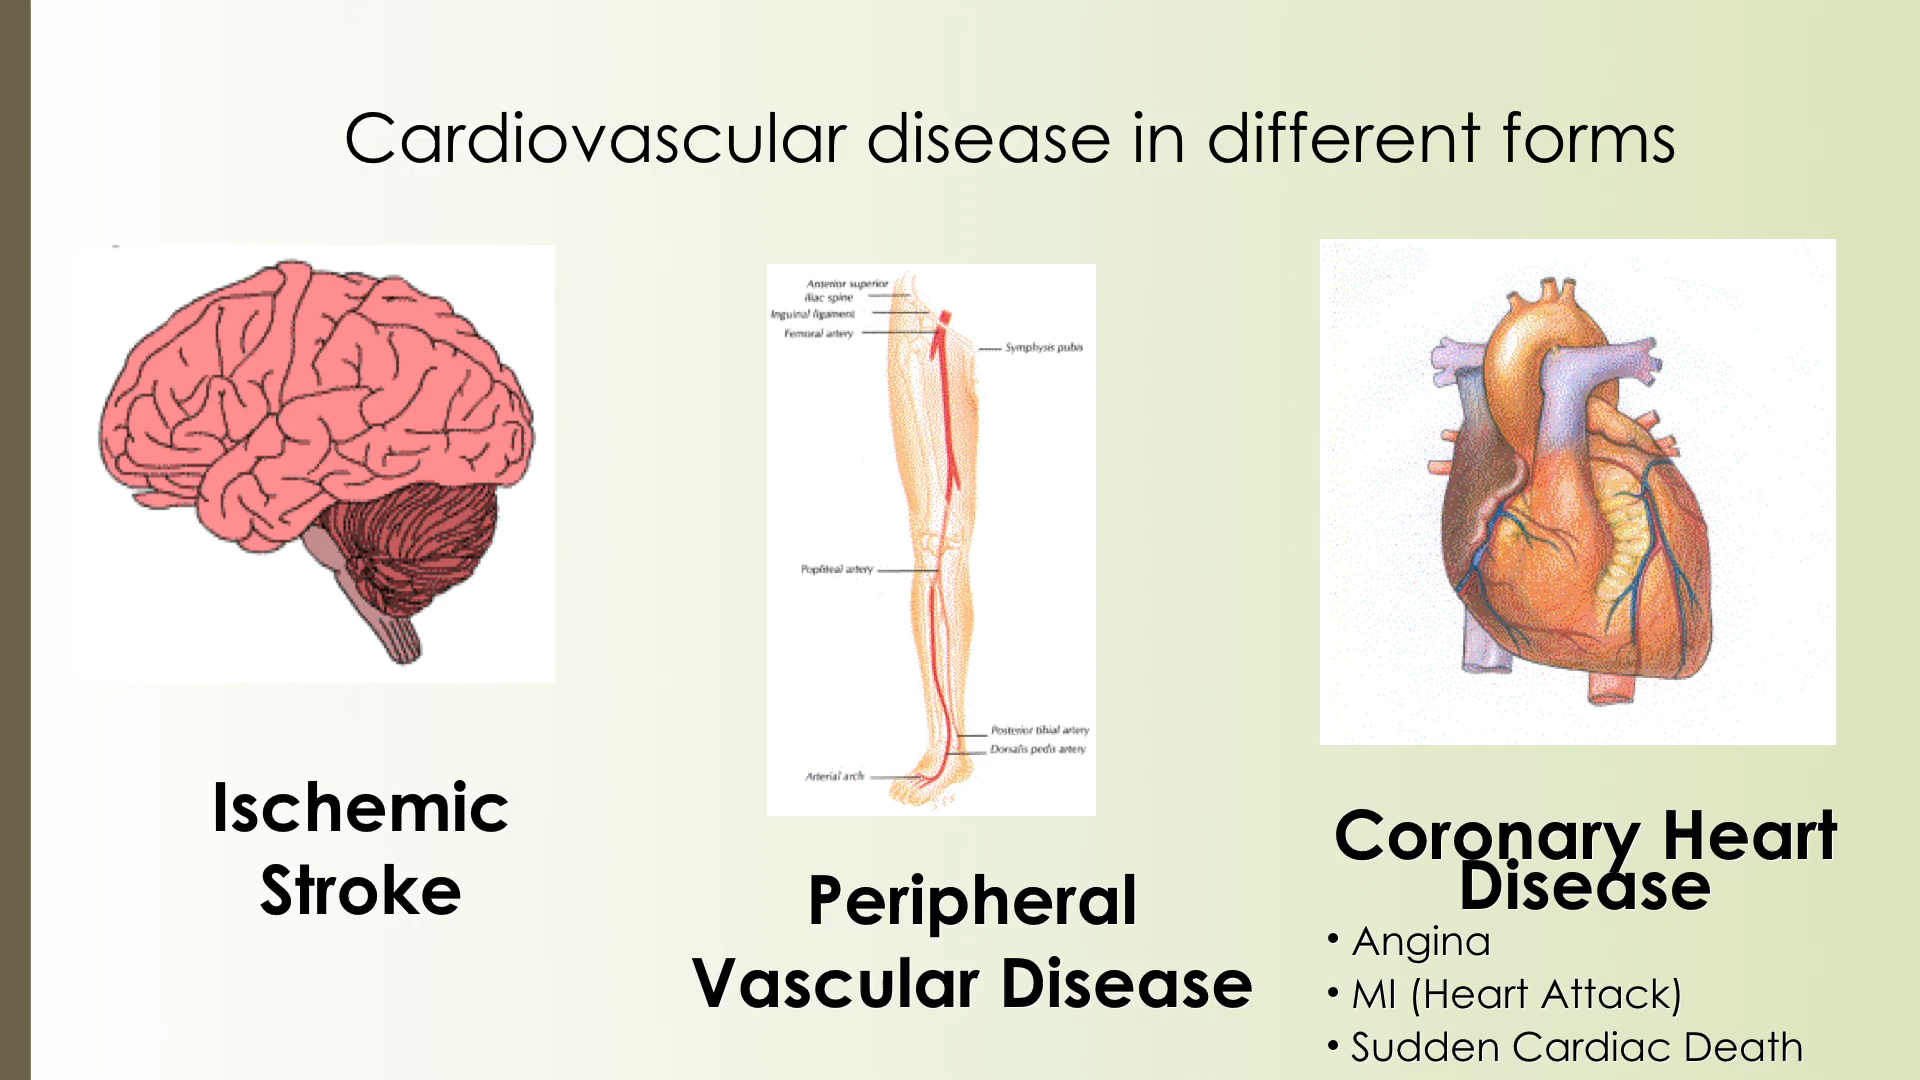 Cardiovascular disease in different forms
Anterior superior
iliac spine
Inguinal ligament
Femoral artery
Symphysis pubis
Popliteal artery
Posterior tibial artery
Dorsalis pedis artery
Arterial arch
Ischemic
Stroke
Peripheral
Vascular Disease
Coronary Heart
Disease
• Angina
• MI (Heart Attack)
• Sudden Cardiac Death